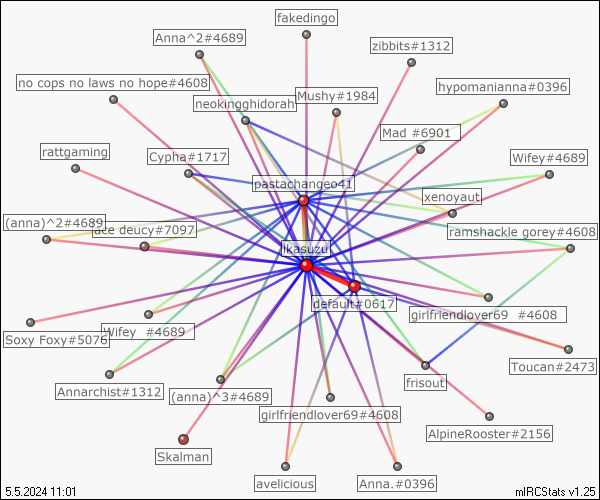 fakedingo
Anna^2#4689
zibbits#1312
no cops no laws no hope#4608
hypomanianna#0396
neokingghidorah
Mushy#1984
Mad #6901
rattgaming
Cypha#1717
Wifey#4689
pastachangeo41
xenoyaut
(anna)^2#4689
ace deucy#7097
ramshackle gorey#4608
ikasuzu
default#0617
girlfriendlover69 #4608
Soxy Foxy#5076
Wifey #4689
Toucan#2473
Annarchist#1312
(anna)^3#4689
frisout
girlfriendlover69#4608
AlpineRooster#2156
Skalman
avelicious
Anna.#0396
5.5.2024 11:01
mIRCStats v1.25